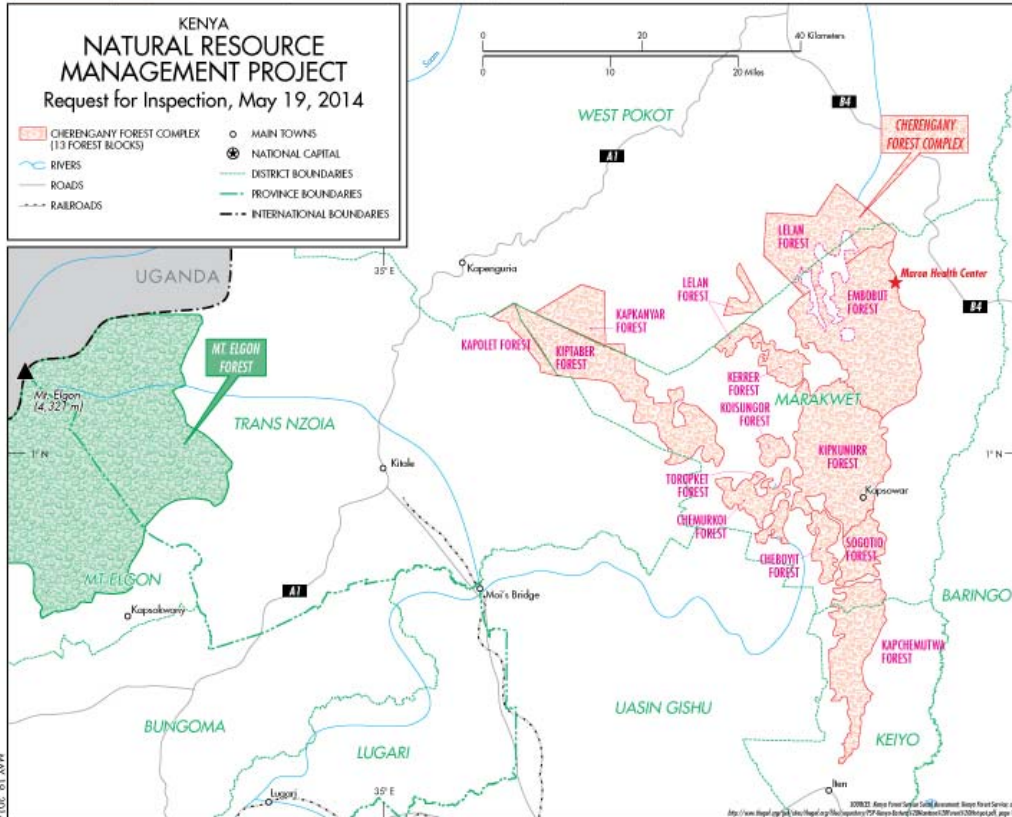 KENYA
NATURAL RESOURCE
MANAGEMENT PROJECT
Request for Inspection, May 19, 2014
CHERENGANY FOREST COMPLEX
(13 FOREST BLOCKS)
RIVERS
ROADS
RAILROADS
MAIN TOWNS
NATIONAL CAPITAL
DISTRICT BOUNDARIES
PROVINCE BOUNDARIES
INTERNATIONAL BOUNDARIES
0 20 40 Kilometers
0 10 20 Miles
Suam
WEST POKOT
B4
A1
CHERENGANY
FOREST COMPLEX
UGANDA
35° E
Kapenguria
LELAN
FOREST
LELAN
FOREST
Maron Health Center
EMBOBUT
FOREST
B4
KAPKANYAR
FOREST
KAPOLET FOREST
KIPTABER
FOREST
MT. ELGON
FOREST
Mt. Elgon
(4,321 m)
KERRER
FOREST
MARAKWET
KOISUNGOR
FOREST
TRANS NZOIA
1° N
1° N
Kitale
KIPKUNURR
FOREST
TOROPKET
FOREST
Kapsowar
CHEMURKOI
FOREST
CHEBOYIT
FOREST
SOGOTIO
FOREST
MT ELGON
Kapsokwany
A1
Moi's Bridge
BARINGO
KAPCHEMUTWA
FOREST
BUNGOMA
LUGARI
UASIN GISHU
KEIYO
Lugari
35° E
Iten